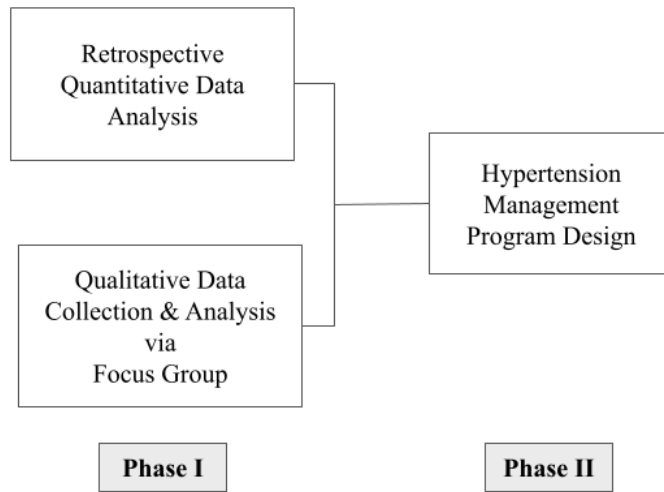 Retrospective
Quantitative Data
Analysis
Hypertension
Management
Program Design
Qualitative Data
Collection & Analysis
via
Focus Group
Phase I
Phase II